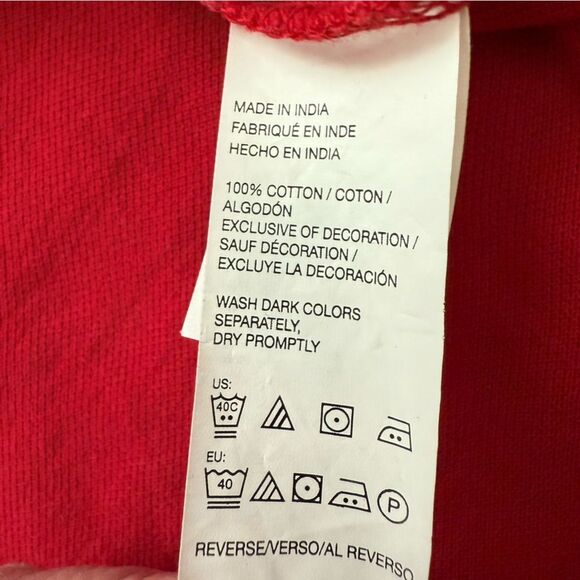 MADE IN INDIA
FABRIQUÉ EN INDE
HECHO EN INDIA
100% COTTON / COTON /
ALGODÓN
EXCLUSIVE OF DECORATION /
SAUF DÉCORATION /
EXCLUYE LA DECORACIÓN
WASH DARK COLORS
SEPARATELY,
DRY PROMPTLY
US:
40C
EU:
40 P
REVERSE/VERSO/AL REVERSO